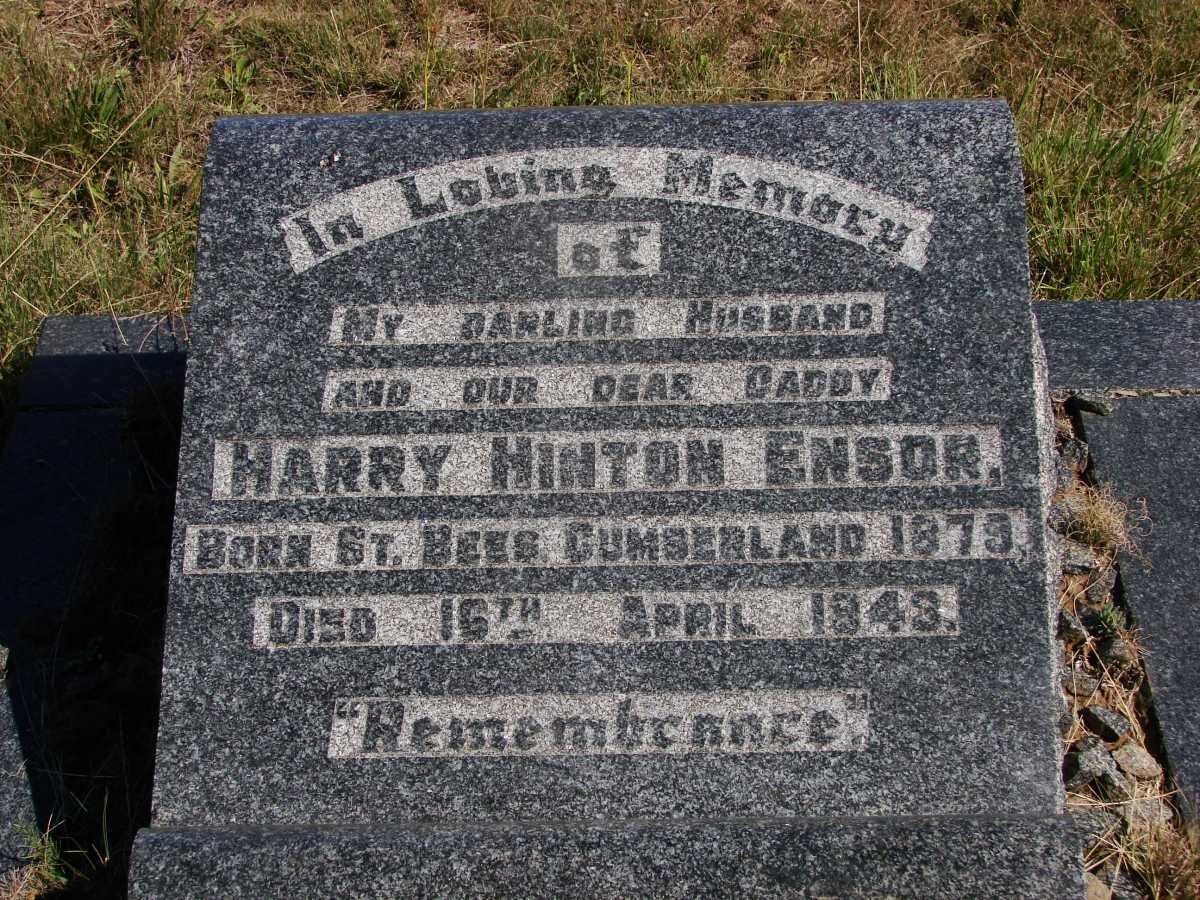 In Loving Memory
of
MY DARLING HUSBAND
AND OUR DEAR DADDY
HARRY HINTON ENSOR.
BORN ST. BEES CUMBERLAND 1873.
DIED 16TH APRIL 1943.
"Remembrance."